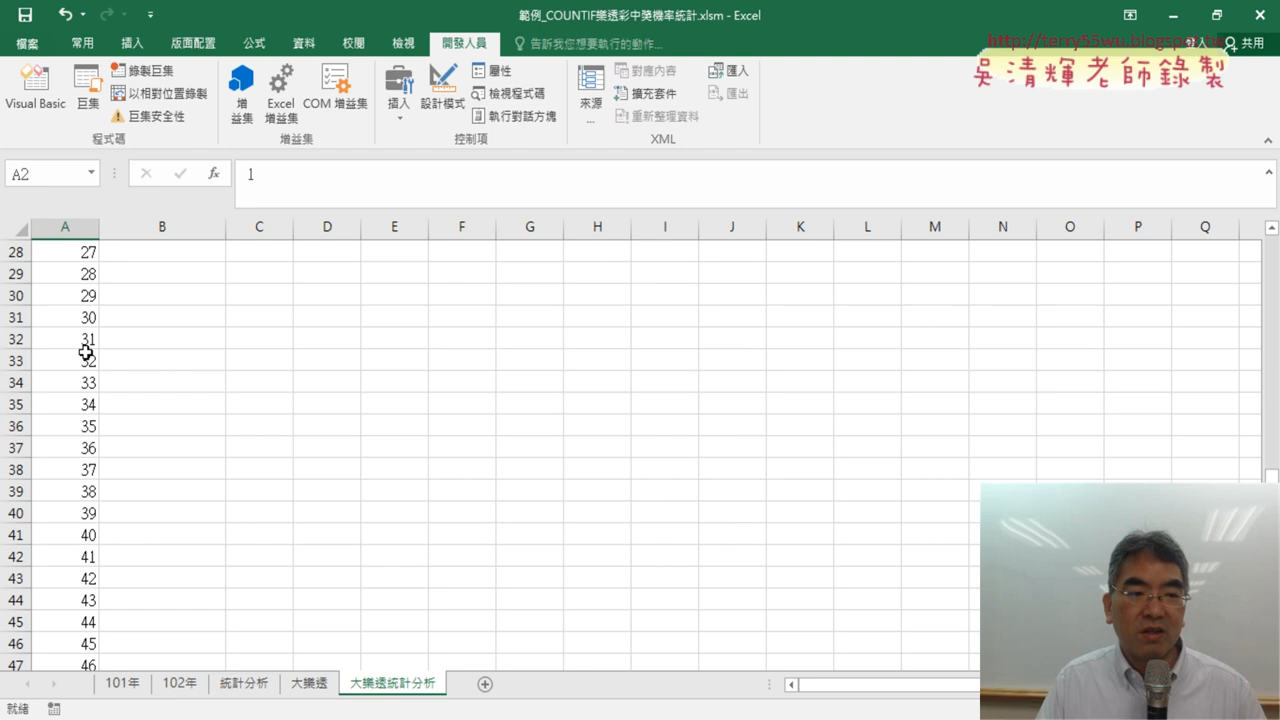 範例_COUNTIF樂透彩中獎機率統計.xlsm - Excel
檔案 常用 插入 版面配置 公式 資料 校閱 檢視 開發人員 告訴我您想要執行的動作... 共用
http://terry55wu.blogspot.tw
吳清輝老師錄製
Visual Basic 巨集 錄製巨集 以相對位置錄製 巨集安全性 程式碼
增益集 Excel 增益集 COM 增益集 增益集
插入 設計模式 屬性 檢視程式碼 執行對話方塊 控制項
來源... 對應內容 擴充套件 重新整理資料 匯入 匯出 XML
A2 fx 1
A B C D E F G H I J K L M N O P Q
28 27
29 28
30 29
31 30
32 31
33 32
34 33
35 34
36 35
37 36
38 37
39 38
40 39
41 40
42 41
43 42
44 43
45 44
46 45
47 46
101年 102年 統計分析 大樂透 大樂透統計分析
就緒